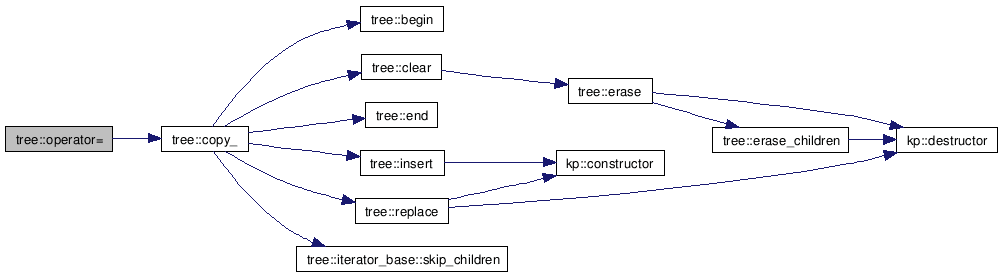 tree::begin
tree::clear
tree::erase
tree::end
tree::operator=
tree::copy_
tree::erase_children
kp::destructor
tree::insert
kp::constructor
tree::replace
tree::iterator_base::skip_children